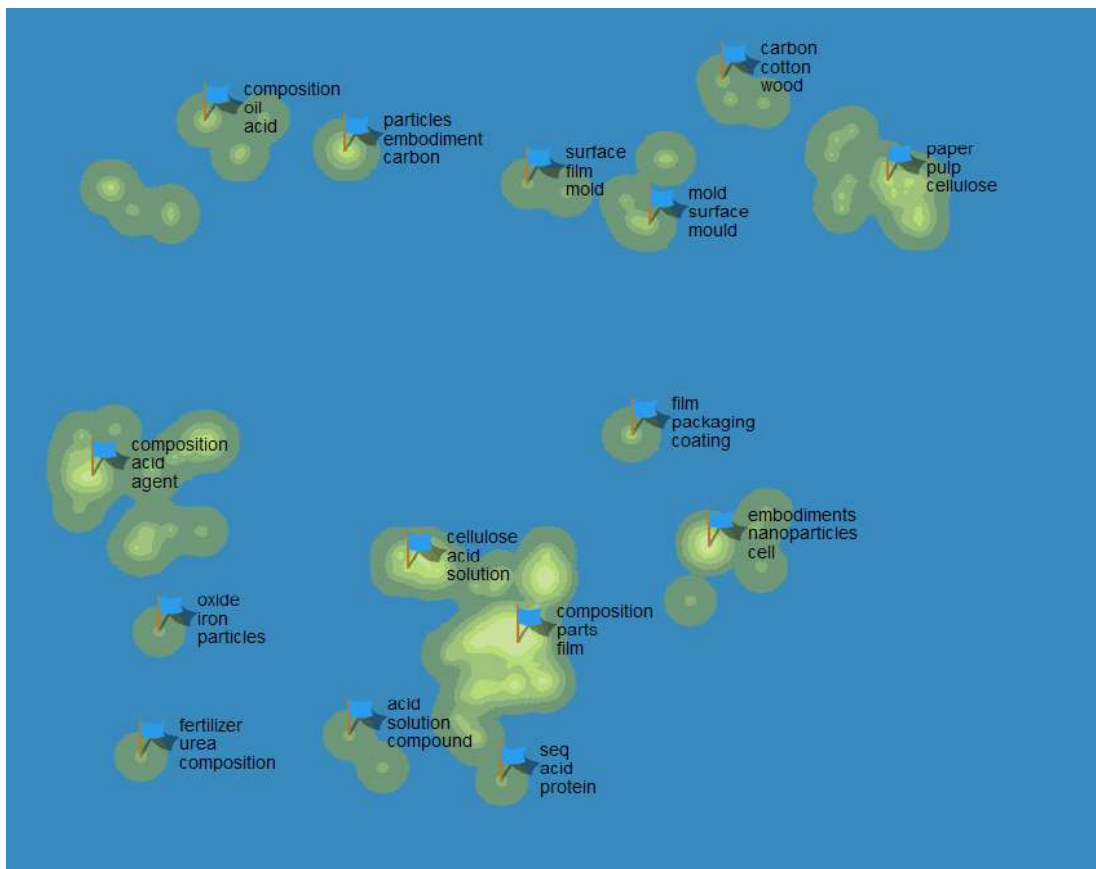 carbon
cotton
wood
composition
oil
acid
particles
embodiment
carbon
surface
film
mold
paper
pulp
cellulose
mold
surface
mould
film
packaging
coating
composition
acid
agent
embodiments
nanoparticles
cell
cellulose
acid
solution
oxide
iron
particles
composition
parts
film
acid
solution
compound
fertilizer
urea
composition
seq
acid
protein